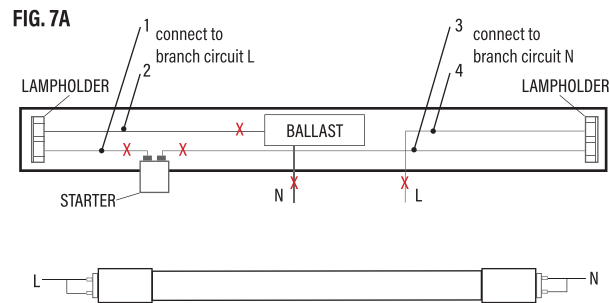 FIG. 7A
1
connect to
branch circuit L
2
3
connect to
branch circuit N
4
LAMPHOLDER
LAMPHOLDER
X
BALLAST
X
X
STARTER
N
X
X
L
L
N